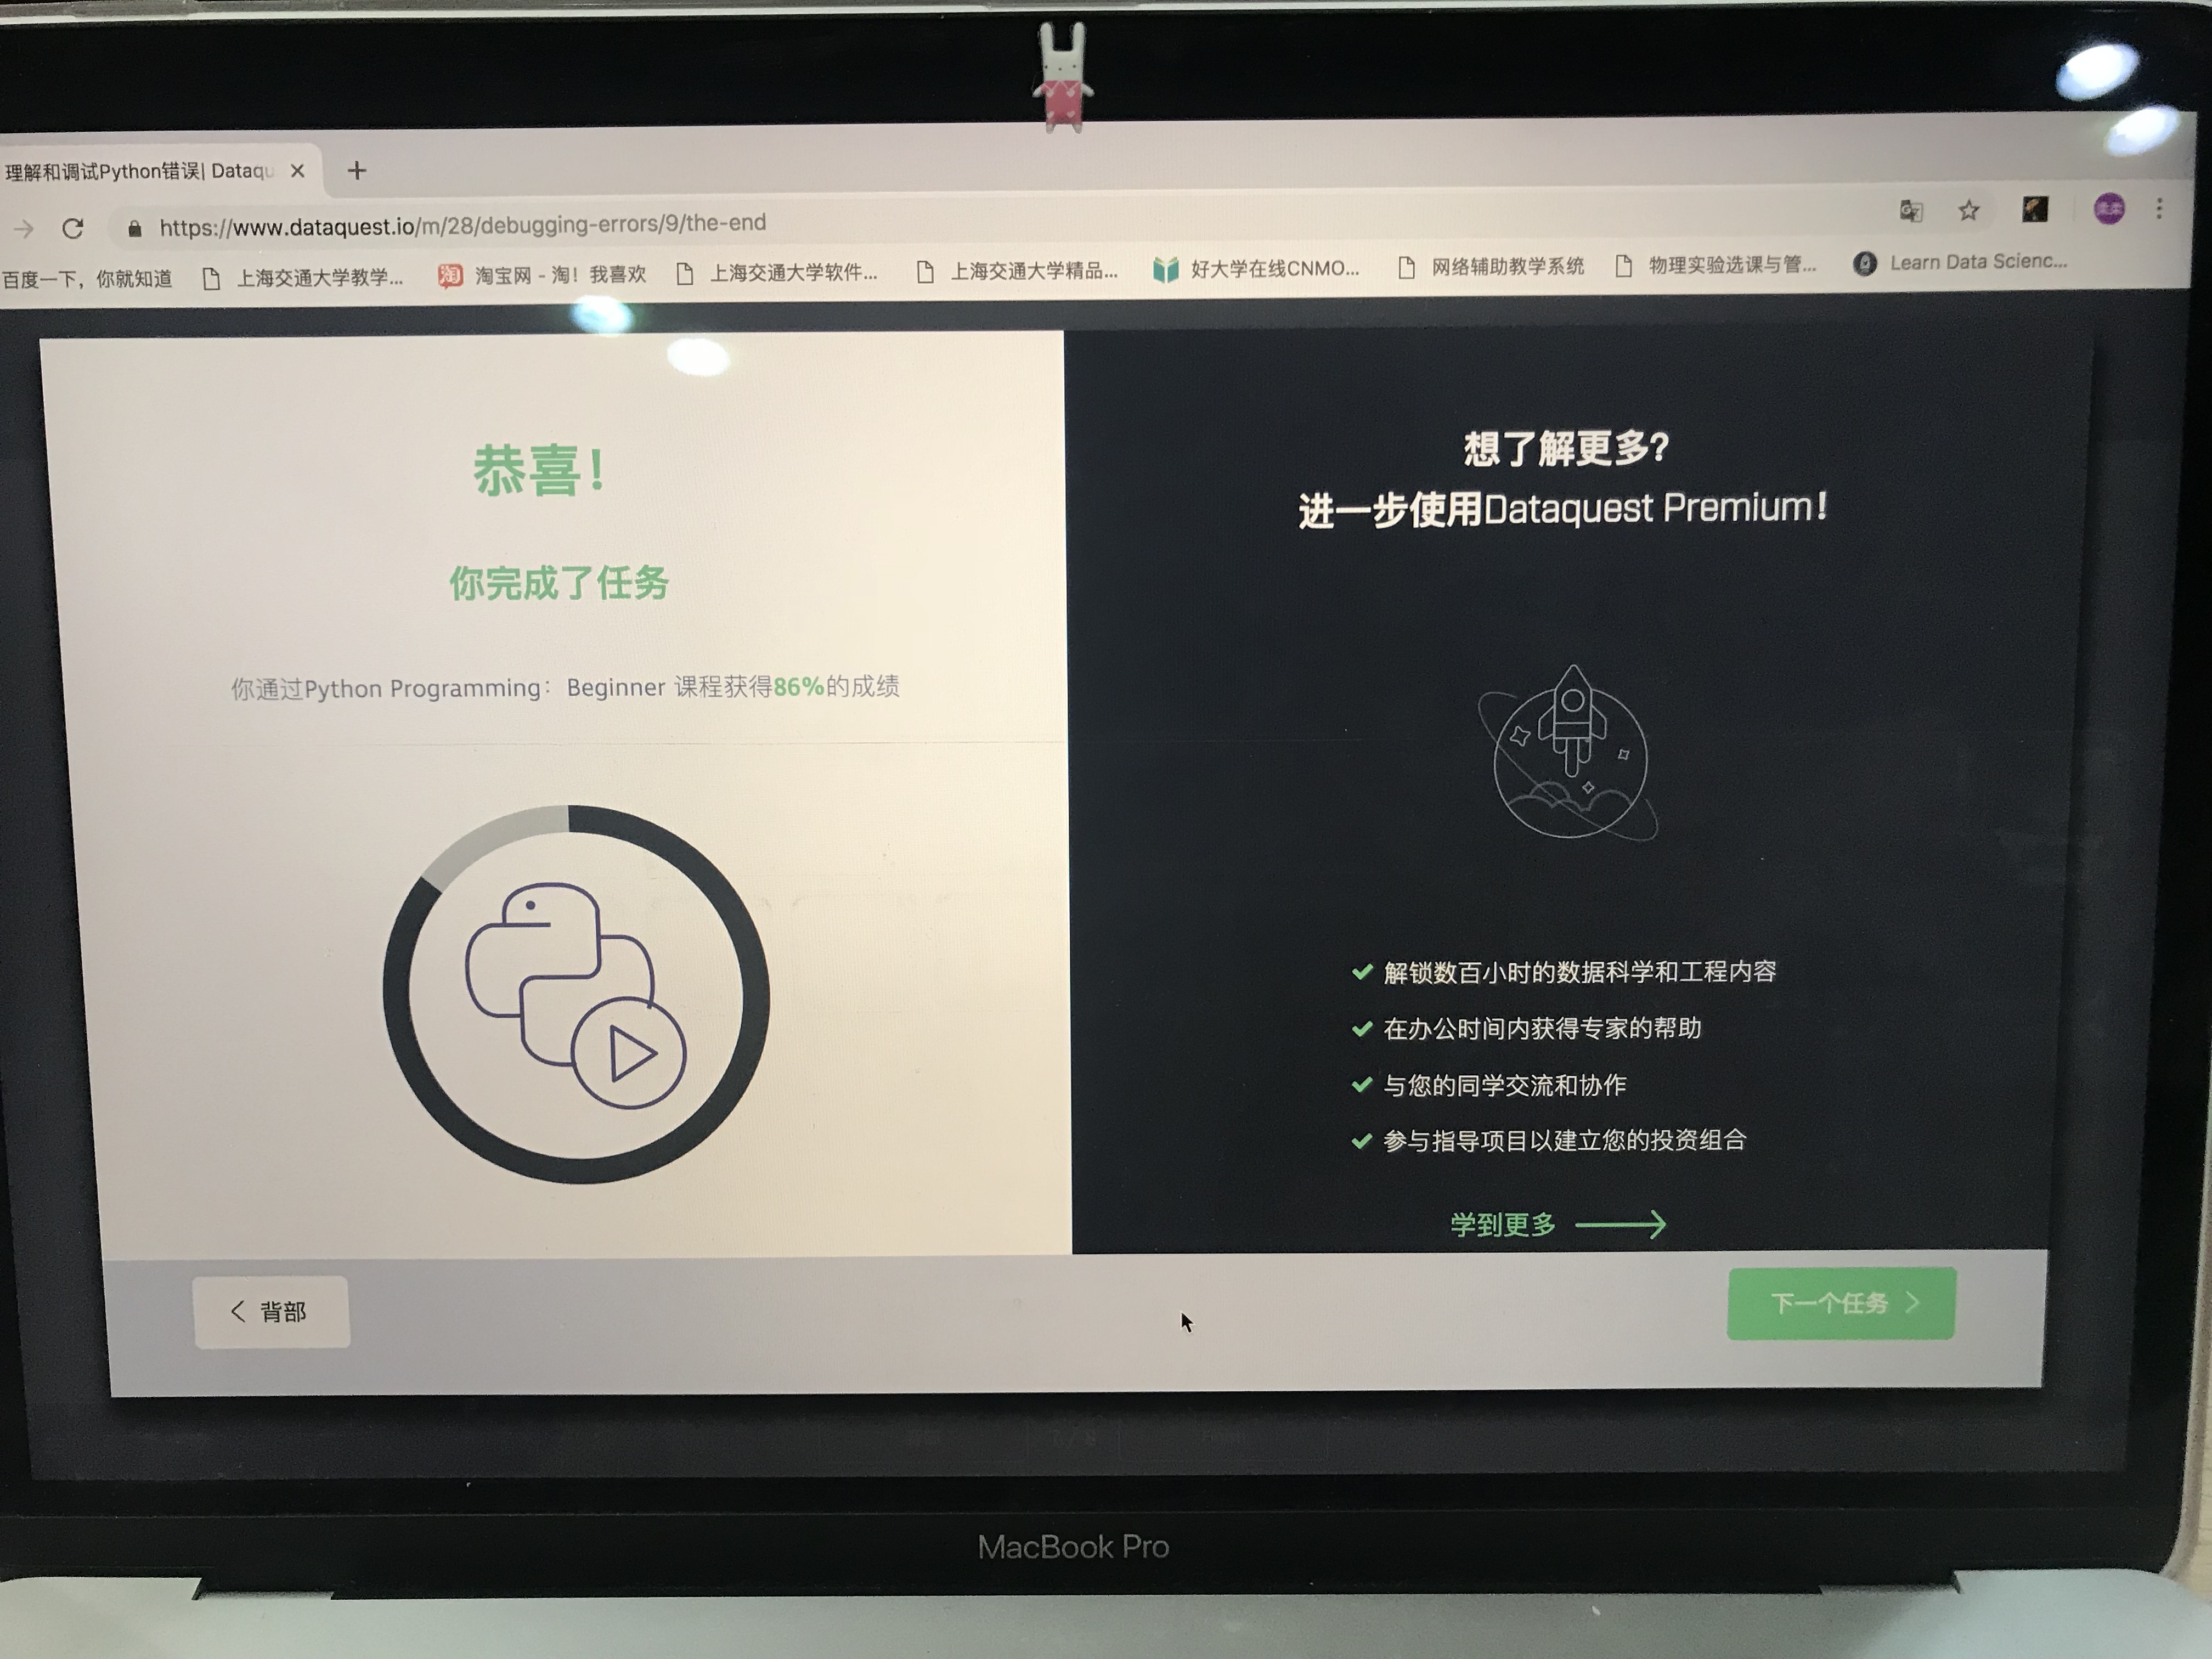 理解和调试Python错误| Dataqu
https://www.dataquest.io/m/28/debugging-errors/9/the-end
百度一下，你就知道 上海交通大学教学... 淘 淘宝网 - 淘！我喜欢 上海交通大学软件... 上海交通大学精品... 好大学在线CNMO... 网络辅助教学系统 物理实验选课与管... Learn Data Scienc...
恭喜！
你完成了任务
你通过Python Programming：Beginner 课程获得86%的成绩
想了解更多？
进一步使用Dataquest Premium！
解锁数百小时的数据科学和工程内容
在办公时间内获得专家的帮助
与您的同学交流和协作
参与指导项目以建立您的投资组合
学到更多
背部
下一个任务
MacBook Pro